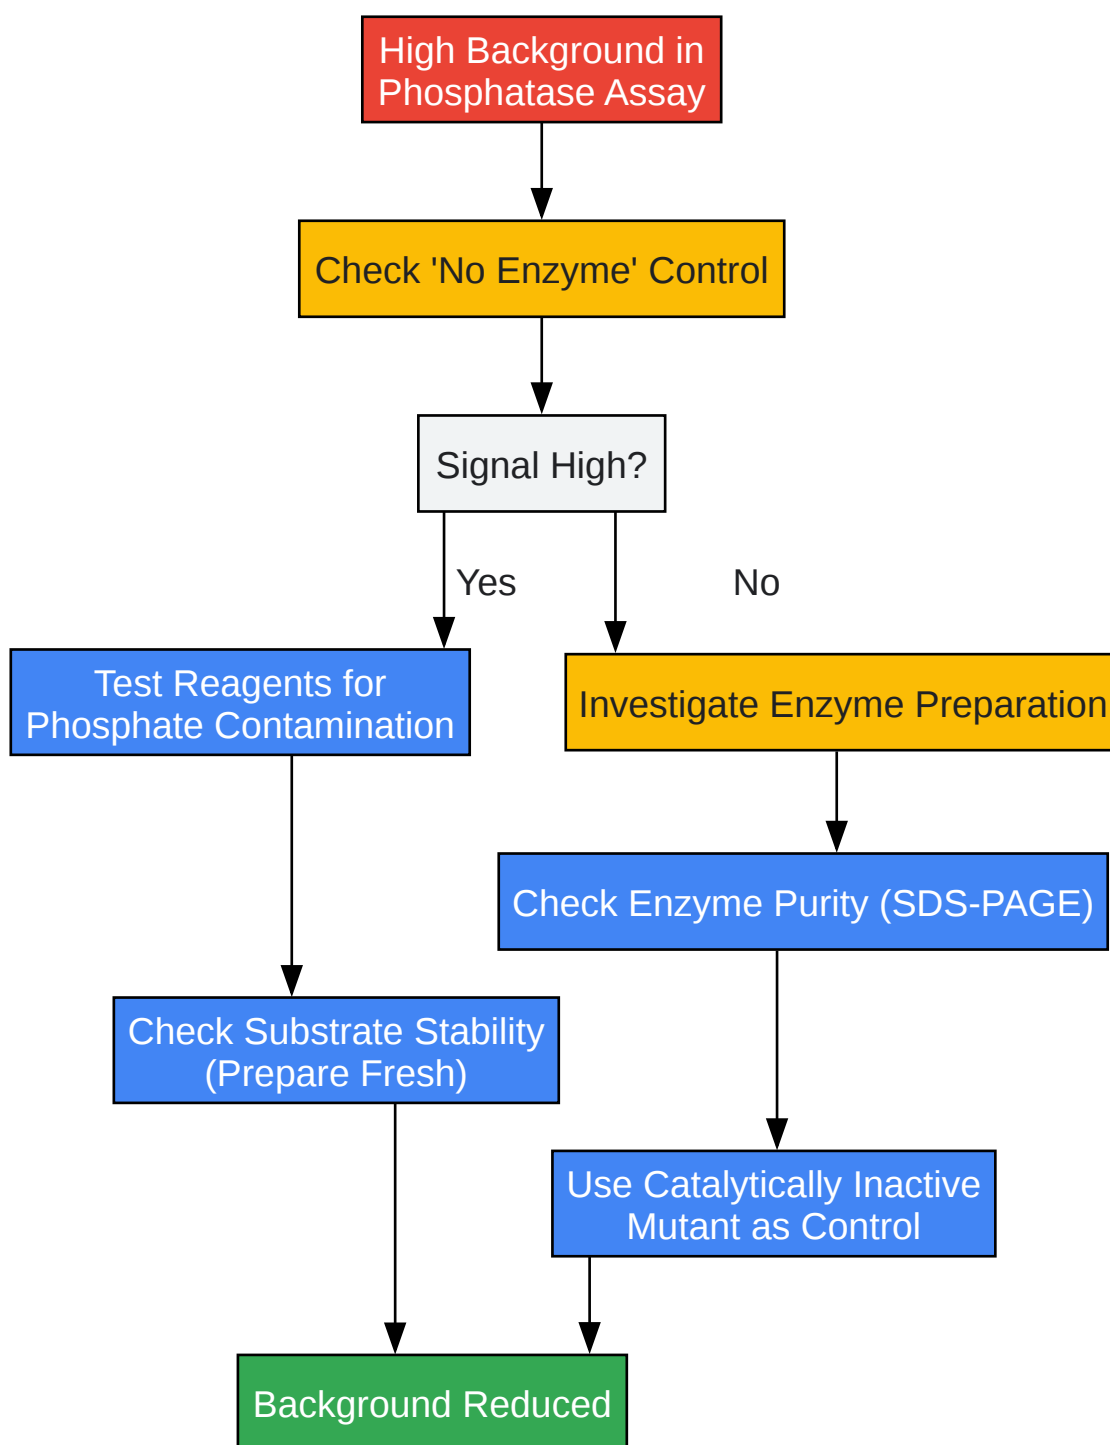 High Background in
Phosphatase Assay
Check 'No Enzyme' Control
Signal High?
Yes
No
Test Reagents for
Phosphate Contamination
Investigate Enzyme Preparation
Check Enzyme Purity (SDS-PAGE)
Check Substrate Stability
(Prepare Fresh)
Use Catalytically Inactive
Mutant as Control
Background Reduced